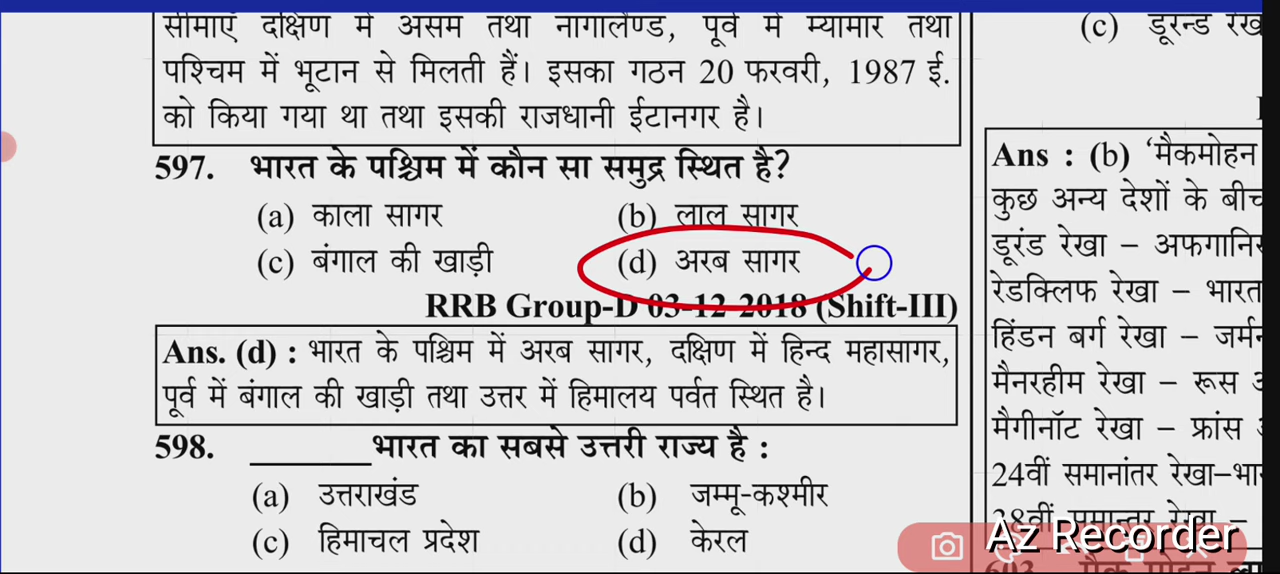 सीमाएँ दक्षिण में असम तथा नागालैण्ड, पूर्व में म्यामार तथा
पश्चिम में भूटान से मिलती हैं। इसका गठन 20 फरवरी, 1987 ई.
को किया गया था तथा इसकी राजधानी ईटानगर है।
597. भारत के पश्चिम में कौन सा समुद्र स्थित है?
(a) काला सागर (b) लाल सागर
(c) बंगाल की खाड़ी (d) अरब सागर
RRB Group-D 03-12-2018 (Shift-III)
Ans. (d) : भारत के पश्चिम में अरब सागर, दक्षिण में हिन्द महासागर,
पूर्व में बंगाल की खाड़ी तथा उत्तर में हिमालय पर्वत स्थित है।
598. ________भारत का सबसे उत्तरी राज्य है :
(a) उत्तराखंड (b) जम्मू-कश्मीर
(c) हिमाचल प्रदेश (d) केरल
(c) डूरन्ड
Ans : (b) 'मैकमोहन
कुछ अन्य देशों के
डूरंड रेखा –
रेडक्लिफ रेखा – भारत
हिंडन बर्ग रेखा –
मैनरहीम रेखा – रूस
मैगीनॉट रेखा – फ्रांस
24वीं समानांतर रेखा–
Az Recorder